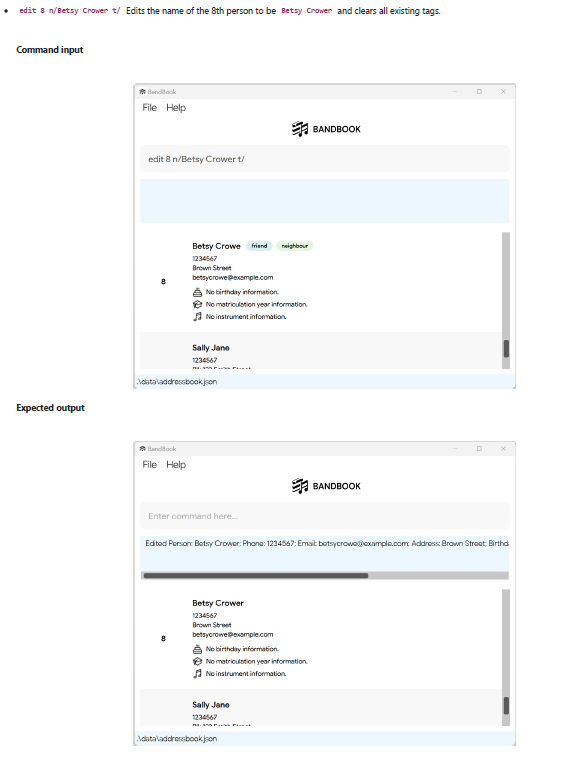 • edit 8 n/Betsy Crower t/ Edits the name of the 8th person to be Betsy Crower and clears all existing tags.
Command input
BandBook
File Help
BANDBOOK
edit 8 n/Betsy Crower t/
Betsy Crowe friend neighbour
1234567
Brown Street
betsycrowe@example.com
8
No birthday information.
No matriculation year information.
No instrument information.
Sally Jane
1234567
.\data\addressbook.json
Expected output
BandBook
File Help
BANDBOOK
Enter command here...
Edited Person: Betsy Crower; Phone: 1234567; Email: betsycrowe@example.com; Address: Brown Street; Birthd
Betsy Crower
1234567
Brown Street
betsycrowe@example.com
8
No birthday information.
No matriculation year information.
No instrument information.
Sally Jane
1234567
.\data\addressbook.json